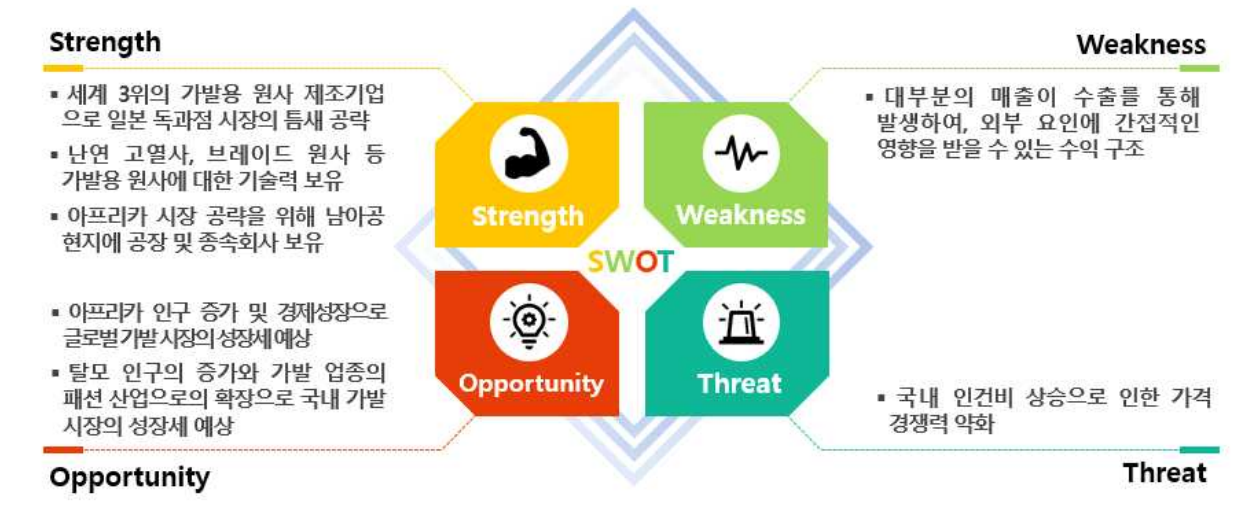 Strength
▪ 세계 3위의 가발용 원사 제조기업
으로 일본 독과점 시장의 틈새 공략
▪ 난연 고열사, 브레이드 원사 등
가발용 원사에 대한 기술력 보유
▪ 아프리카 시장 공략을 위해 남아공
현지에 공장 및 종속회사 보유
Weakness
▪ 대부분의 매출이 수출를 통해
발생하여, 외부 요인에 간접적인
영향을 받을 수 있는 수익 구조
Strength
Weakness
SWOT
Opportunity
Threat
▪ 아프리카 인구 증가 및 경제성장으로
글로벌 가발 시장의 성장세 예상
▪ 탈모 인구의 증가와 가발 업종의
패션 산업으로의 확장으로 국내 가발
시장의 성장세 예상
Opportunity
▪ 국내 인건비 상승으로 인한 가격
경쟁력 약화
Threat